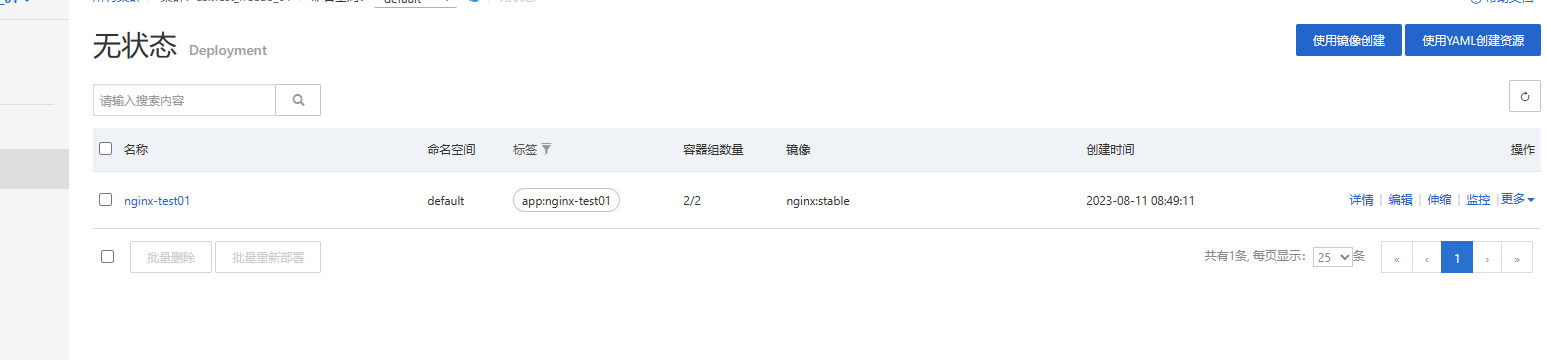 default
无状态 Deployment
使用镜像创建 使用YAML创建资源
请输入搜索内容
名称 命名空间 标签 容器组数量 镜像 创建时间 操作
nginx-test01 default app:nginx-test01 2/2 nginx:stable 2023-08-11 08:49:11 详情 | 编辑 | 伸缩 | 监控 | 更多
批量删除 批量重新部署 共有1条, 每页显示: 25 条 « ‹ 1 › »